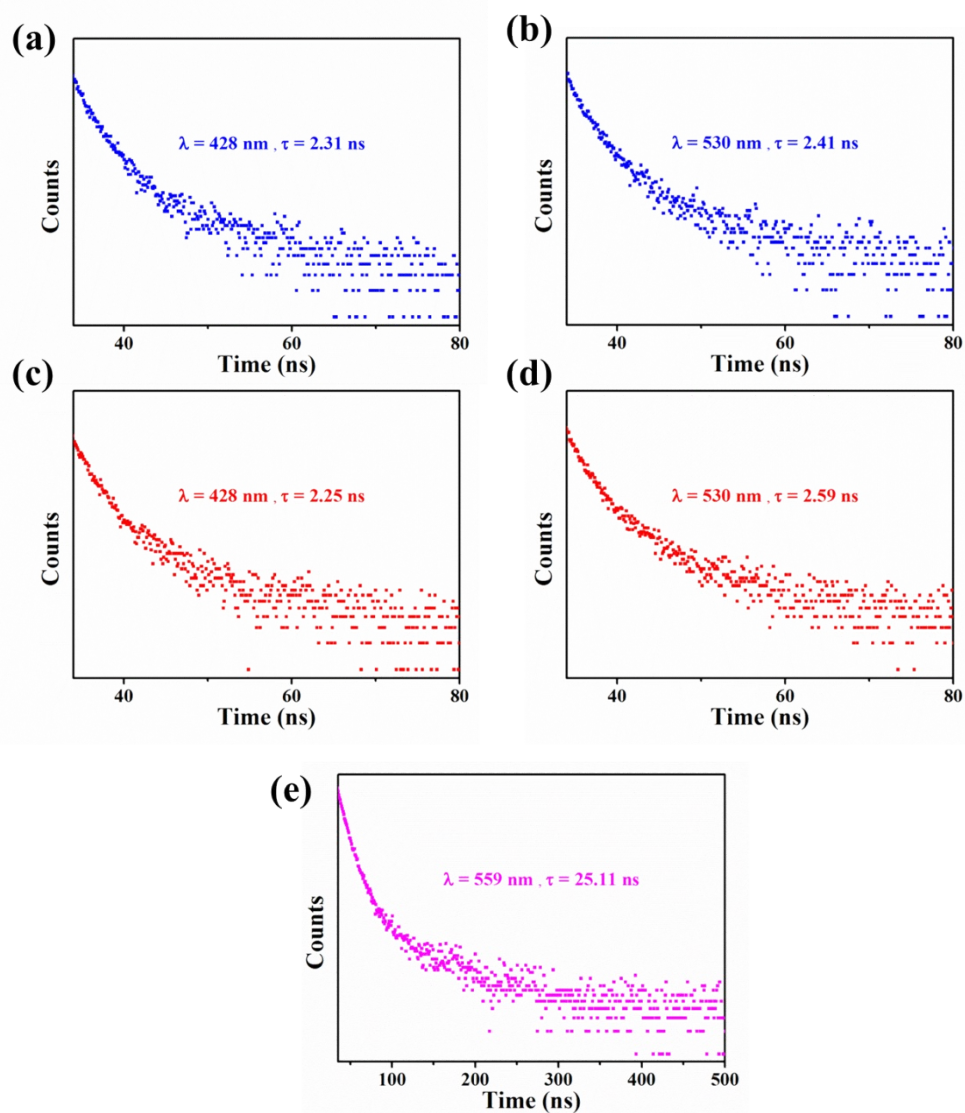 (a)
Counts
λ = 428 nm , τ = 2.31 ns
40 60 80
Time (ns)
(b)
Counts
λ = 530 nm , τ = 2.41 ns
40 60 80
Time (ns)
(c)
Counts
λ = 428 nm , τ = 2.25 ns
40 60 80
Time (ns)
(d)
Counts
λ = 530 nm , τ = 2.59 ns
40 60 80
Time (ns)
(e)
Counts
λ = 559 nm , τ = 25.11 ns
100 200 300 400 500
Time (ns)